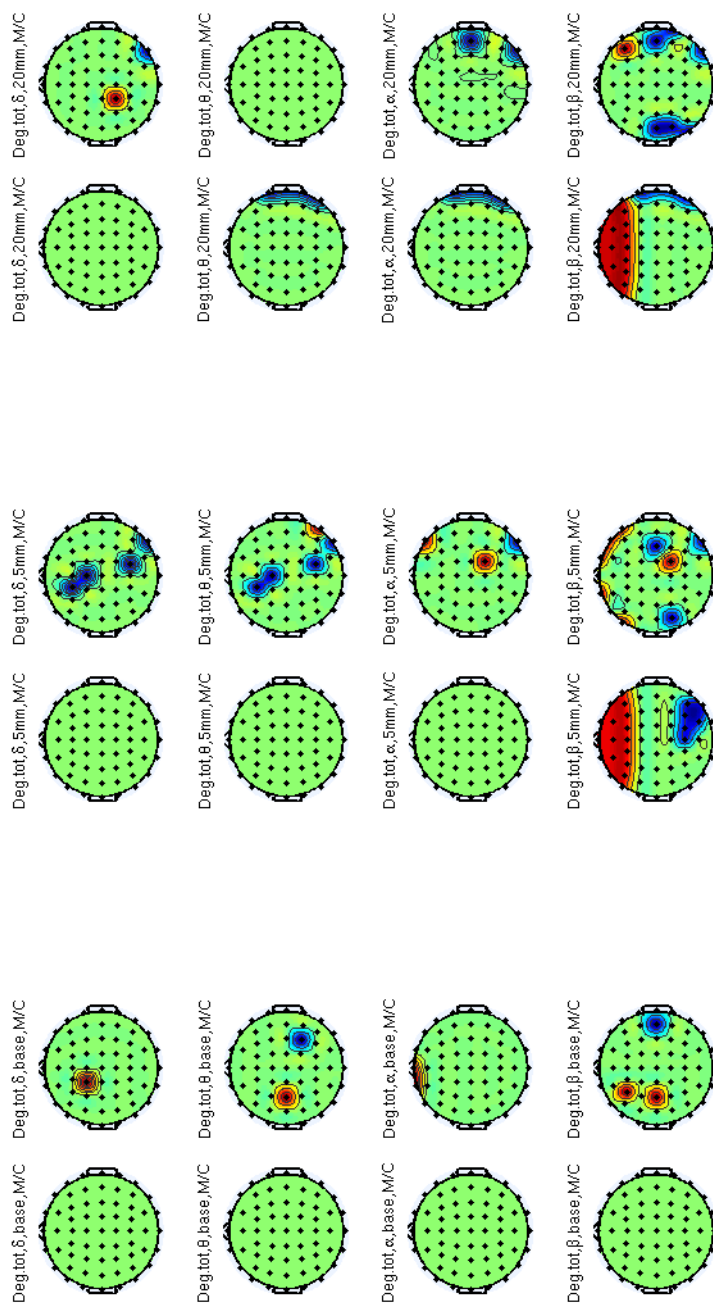 Deg.tot,δ,base,M/C
Deg.tot,δ,base,M/C
Deg.tot,δ,5mm,M/C
Deg.tot,δ,5mm,M/C
Deg.tot,δ,20mm,M/C
Deg.tot,δ,20mm,M/C
Deg.tot,θ,base,M/C
Deg.tot,θ,base,M/C
Deg.tot,θ,5mm,M/C
Deg.tot,θ,5mm,M/C
Deg.tot,θ,20mm,M/C
Deg.tot,θ,20mm,M/C
Deg.tot,α,base,M/C
Deg.tot,α,base,M/C
Deg.tot,α,5mm,M/C
Deg.tot,α,5mm,M/C
Deg.tot,α,20mm,M/C
Deg.tot,α,20mm,M/C
Deg.tot,β,base,M/C
Deg.tot,β,base,M/C
Deg.tot,β,5mm,M/C
Deg.tot,β,5mm,M/C
Deg.tot,β,20mm,M/C
Deg.tot,β,20mm,M/C